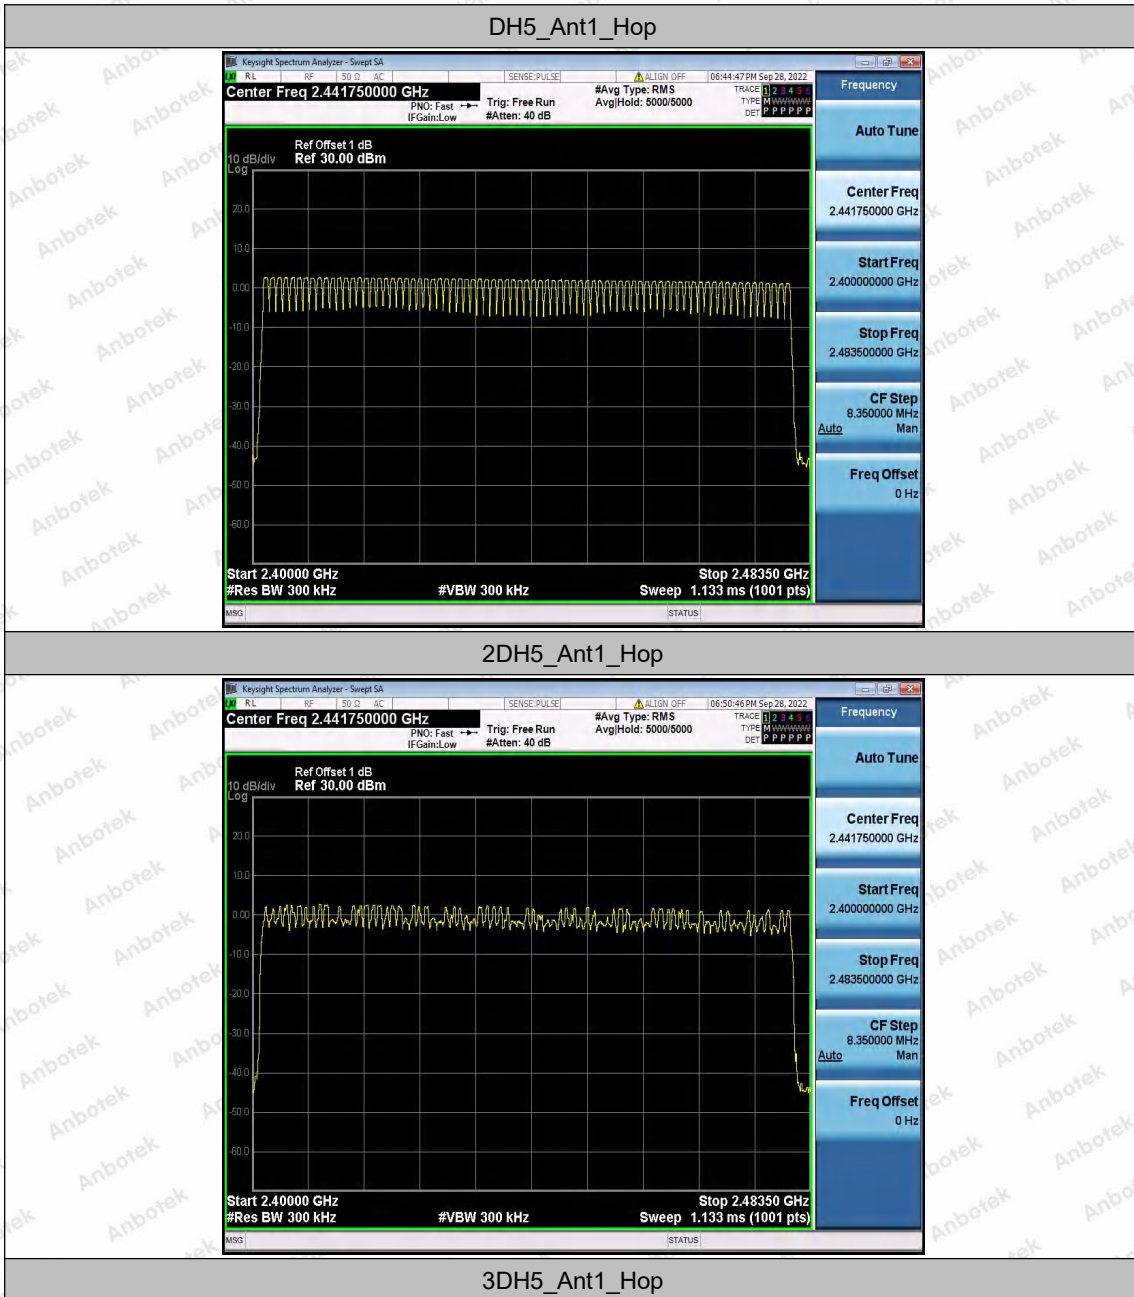 DH5_Ant1_Hop
Keysight Spectrum Analyzer - Swept SA
RL RF 50 Ω AC SENSE:PULSE ALIGN OFF 06:44:47 PM Sep 28, 2022
Center Freq 2.441750000 GHz
PNO: Fast
IFGain:Low
Trig: Free Run
#Atten: 40 dB
#Avg Type: RMS
Avg|Hold: 5000/5000
TRACE 1 2 3 4 5 6
TYPE M W W W W W
DET P P P P P P
Ref Offset 1 dB
10 dB/div Ref 30.00 dBm
Log
20.0
10.0
0.00
-10.0
-20.0
-30.0
-40.0
-50.0
-60.0
Start 2.40000 GHz Stop 2.48350 GHz
#Res BW 300 kHz #VBW 300 kHz Sweep 1.133 ms (1001 pts)
MSG STATUS
Frequency
Auto Tune
Center Freq
2.441750000 GHz
Start Freq
2.400000000 GHz
Stop Freq
2.483500000 GHz
CF Step
8.350000 MHz
Auto Man
Freq Offset
0 Hz
2DH5_Ant1_Hop
Keysight Spectrum Analyzer - Swept SA
RL RF 50 Ω AC SENSE:PULSE ALIGN OFF 06:50:46 PM Sep 28, 2022
Center Freq 2.441750000 GHz
PNO: Fast
IFGain:Low
Trig: Free Run
#Atten: 40 dB
#Avg Type: RMS
Avg|Hold: 5000/5000
TRACE 1 2 3 4 5 6
TYPE M W W W W W
DET P P P P P P
Ref Offset 1 dB
10 dB/div Ref 30.00 dBm
Log
20.0
10.0
0.00
-10.0
-20.0
-30.0
-40.0
-50.0
-60.0
Start 2.40000 GHz Stop 2.48350 GHz
#Res BW 300 kHz #VBW 300 kHz Sweep 1.133 ms (1001 pts)
MSG STATUS
Frequency
Auto Tune
Center Freq
2.441750000 GHz
Start Freq
2.400000000 GHz
Stop Freq
2.483500000 GHz
CF Step
8.350000 MHz
Auto Man
Freq Offset
0 Hz
3DH5_Ant1_Hop
Anbotek